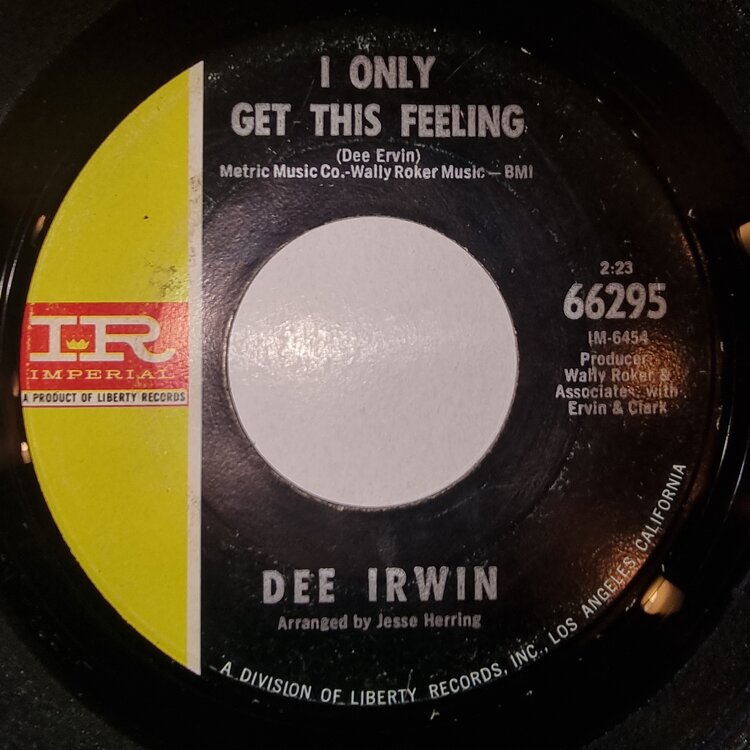 I ONLY
GET THIS FEELING
(Dee Ervin)
Metric Music Co.-Wally Roker Music — BMI
2:23
66295
IM-6454
Producer:
Wally Roker &
Associates with
Ervin & Clark
IR
IMPERIAL
A PRODUCT OF LIBERTY RECORDS
DEE IRWIN
Arranged by Jesse Herring
A DIVISION OF LIBERTY RECORDS, INC., LOS ANGELES, CALIFORNIA